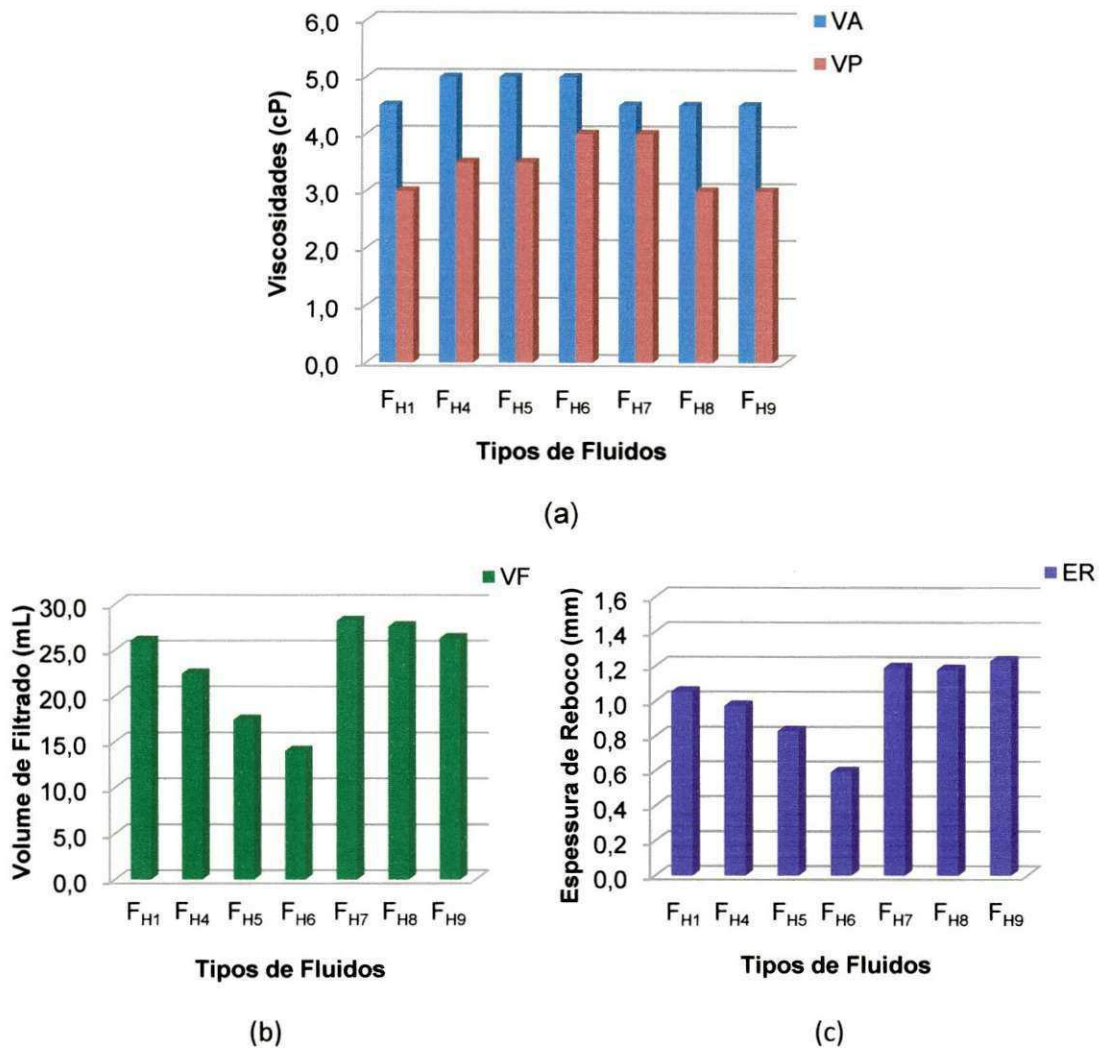 6,0
5,0
4,0
3,0
2,0
1,0
0,0
Viscosidades (cP)
VA
VP
FH1 FH4 FH5 FH6 FH7 FH8 FH9
Tipos de Fluidos
(a)
VF
30,0
25,0
20,0
15,0
10,0
5,0
0,0
Volume de Filtrado (mL)
FH1 FH4 FH5 FH6 FH7 FH8 FH9
Tipos de Fluidos
(b)
ER
1,6
1,4
1,2
1,0
0,8
0,6
0,4
0,2
0,0
Espessura de Reboco (mm)
FH1 FH4 FH5 FH6 FH7 FH8 FH9
Tipos de Fluidos
(c)